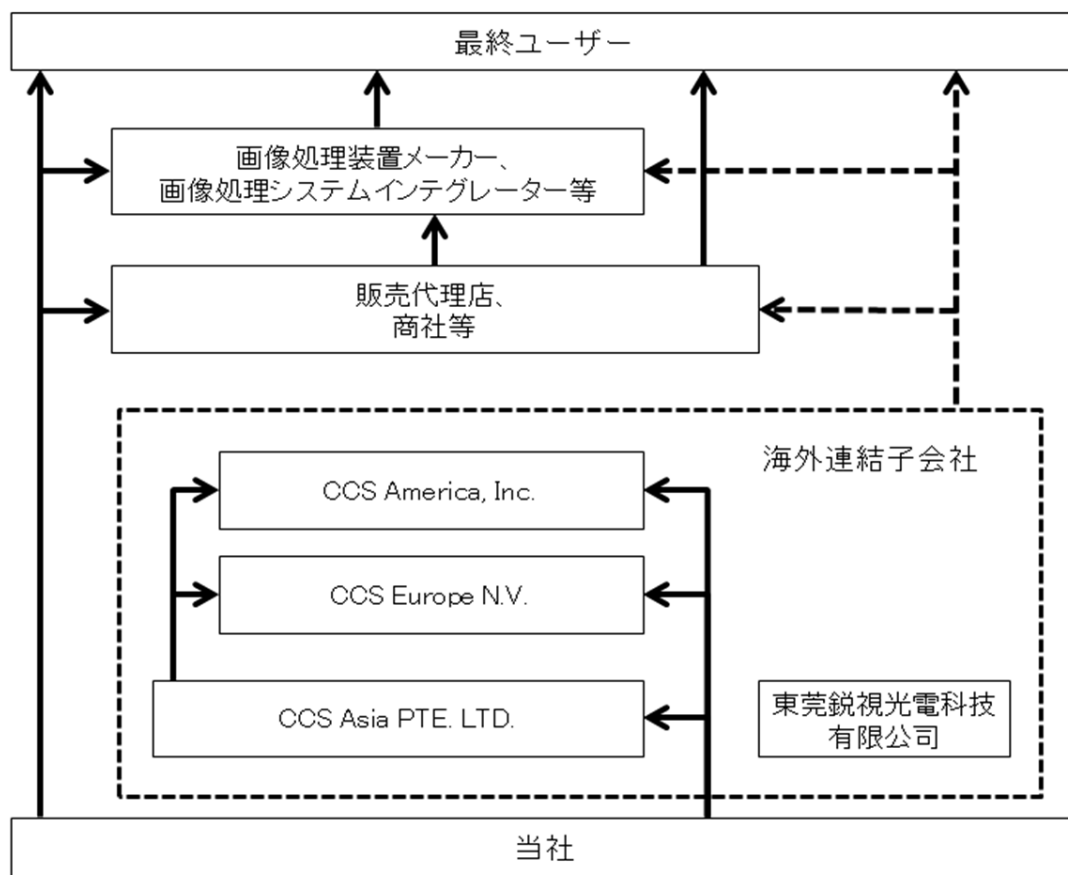 最終ユーザー
画像処理装置メーカー、
画像処理システムインテグレーター等
販売代理店、
商社等
海外連結子会社
CCS America, Inc.
CCS Europe N.V.
CCS Asia PTE. LTD.
東莞鋭視光電科技
有限公司
当社